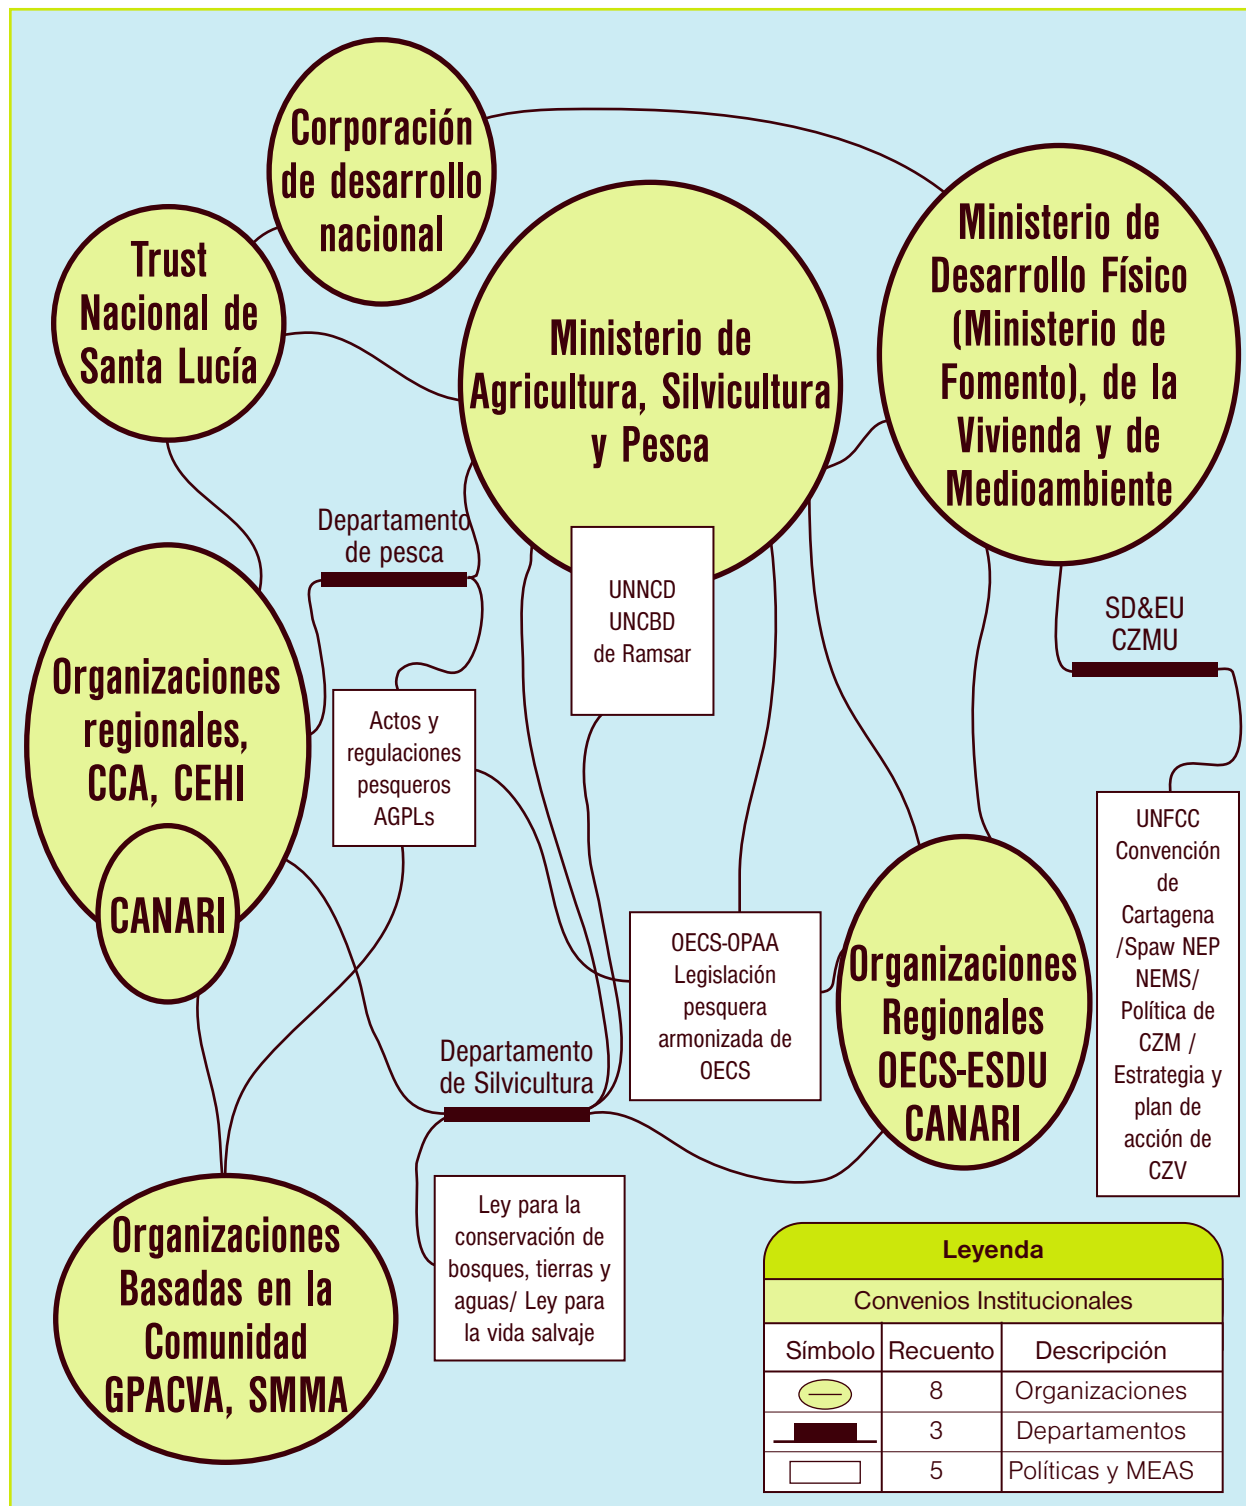 Corporación
de desarrollo
nacional
Trust
Nacional de
Santa Lucía
Ministerio de
Agricultura, Silvicultura
y Pesca
Ministerio de
Desarrollo Físico
(Ministerio de
Fomento), de la
Vivienda y de
Medioambiente
Departamento
de pesca
UNNCD
UNCBD
de Ramsar
SD&EU
CZMU
Organizaciones
regionales,
CCA, CEHI
CANARI
Actos y
regulaciones
pesqueros
AGPLs
UNFCC
Convención
de
Cartagena
/Spaw NEP
NEMS/
Política de
CZM /
Estrategia y
plan de
acción de
CZV
OECS-OPAA
Legislación
pesquera
armonizada de
OECS
Organizaciones
Regionales
OECS-ESDU
CANARI
Departamento
de Silvicultura
Ley para la
conservación de
bosques, tierras y
aguas/ Ley para
la vida salvaje
Organizaciones
Basadas en la
Comunidad
GPACVA, SMMA
Leyenda
Convenios Institucionales
Símbolo Recuento Descripción
8 Organizaciones
3 Departamentos
5 Políticas y MEAS